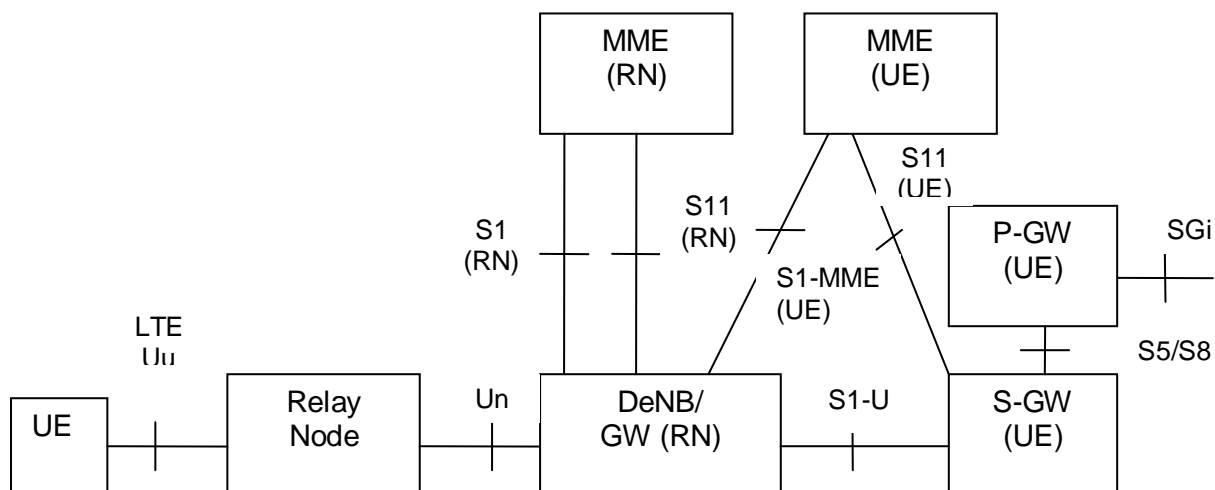 MME
(RN)
MME
(UE)
S11
(UE)
S1
(RN)
S11
(RN)
P-GW
(UE)
SGi
S1-MME
(UE)
LTE
Uu
S5/S8
UE
Relay
Node
Un
DeNB/
GW (RN)
S1-U
S-GW
(UE)